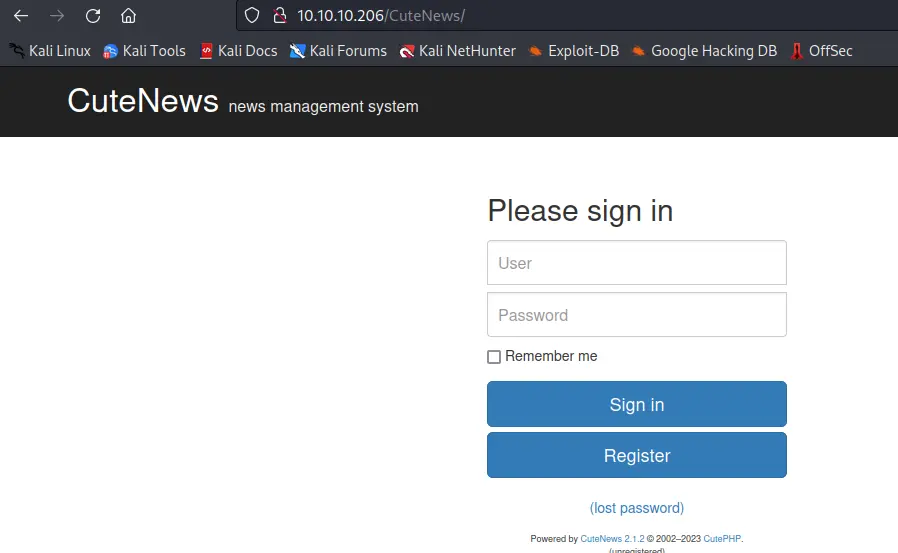 10.10.10.206/CuteNews/
Kali Linux Kali Tools Kali Docs Kali Forums Kali NetHunter Exploit-DB Google Hacking DB OffSec
CuteNews news management system
Please sign in
User
Password
Remember me
Sign in
Register
(lost password)
Powered by CuteNews 2.1.2 © 2002–2023 CutePHP.
(unregistered)